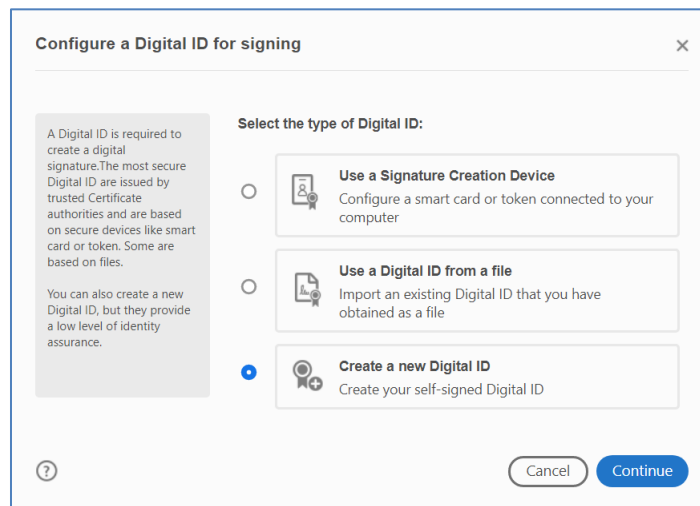 Configure a Digital ID for signing
A Digital ID is required to
create a digital
signature.The most secure
Digital ID are issued by
trusted Certificate
authorities and are based
on secure devices like smart
card or token. Some are
based on files.
You can also create a new
Digital ID, but they provide
a low level of identity
assurance.
Select the type of Digital ID:
Use a Signature Creation Device
Configure a smart card or token connected to your
computer
Use a Digital ID from a file
Import an existing Digital ID that you have
obtained as a file
Create a new Digital ID
Create your self-signed Digital ID
?
Cancel
Continue